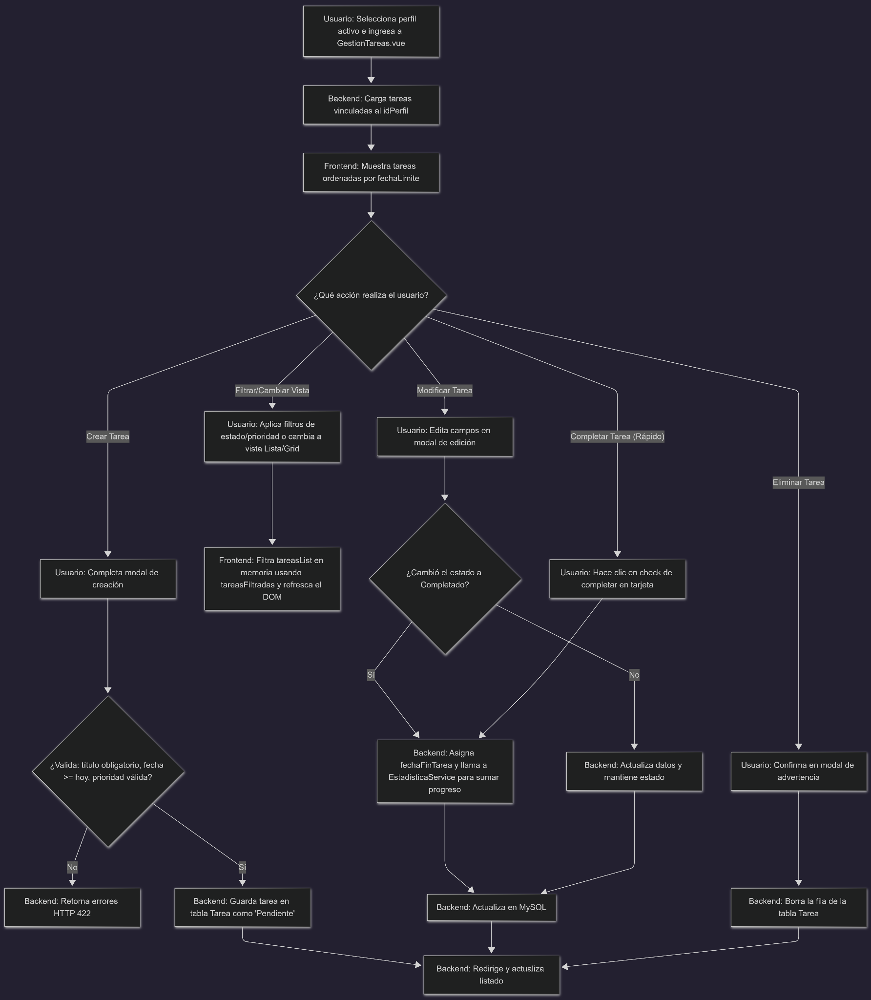 Usuario: Selecciona perfil
activo e ingresa a
GestionTareas.vue
Backend: Carga tareas
vinculadas al idPerfil
Frontend: Muestra tareas
ordenadas por fechaLimite
¿Qué acción realiza el usuario?
Filtrar/Cambiar Vista
Modificar Tarea
Crear Tarea
Completar Tarea (Rápido)
Eliminar Tarea
Usuario: Aplica filtros de
estado/prioridad o cambia a
vista Lista/Grid
Usuario: Edita campos en
modal de edición
Usuario: Completa modal de
creación
Frontend: Filtra tareasList en
memoria usando
tareasFiltradas y refresca el
DOM
¿Cambió el estado a
Completado?
Usuario: Hace clic en check de
completar en tarjeta
Sí
No
¿Valida: título obligatorio, fecha
>= hoy, prioridad válida?
Backend: Asigna
fechaFinTarea y llama a
EstadisticaService para sumar
progreso
Backend: Actualiza datos y
mantiene estado
Usuario: Confirma en modal de
advertencia
No
Sí
Backend: Retorna errores
HTTP 422
Backend: Guarda tarea en
tabla Tarea como 'Pendiente'
Backend: Actualiza en MySQL
Backend: Borra la fila de la
tabla Tarea
Backend: Redirige y actualiza
listado